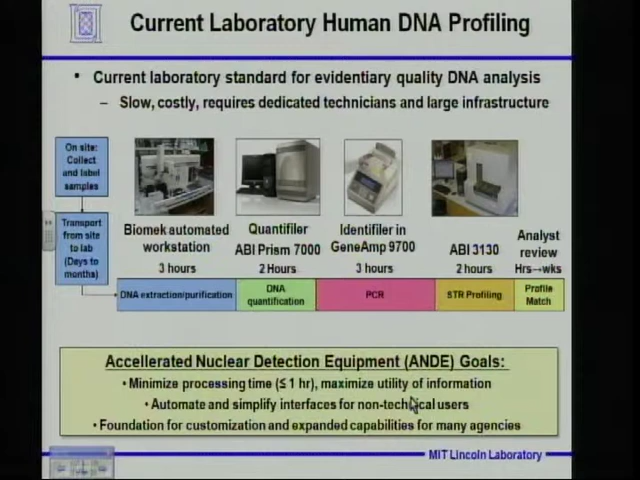 Current Laboratory Human DNA Profiling
• Current laboratory standard for evidentiary quality DNA analysis
– Slow, costly, requires dedicated technicians and large infrastructure
On site:
Collect
and label
samples
Transport
from site
to lab
(Days to
months)
Biomek automated
workstation
3 hours
Quantifiler
ABI Prism 7000
2 Hours
Identifiler in
GeneAmp 9700
3 hours
ABI 3130
2 hours
Analyst
review
Hrs→wks
DNA extraction/purification
DNA
quantification
PCR
STR Profiling
Profile
Match
Accellerated Nuclear Detection Equipment (ANDE) Goals:
• Minimize processing time (≤ 1 hr), maximize utility of information
• Automate and simplify interfaces for non-technical users
• Foundation for customization and expanded capabilities for many agencies
MIT Lincoln Laboratory